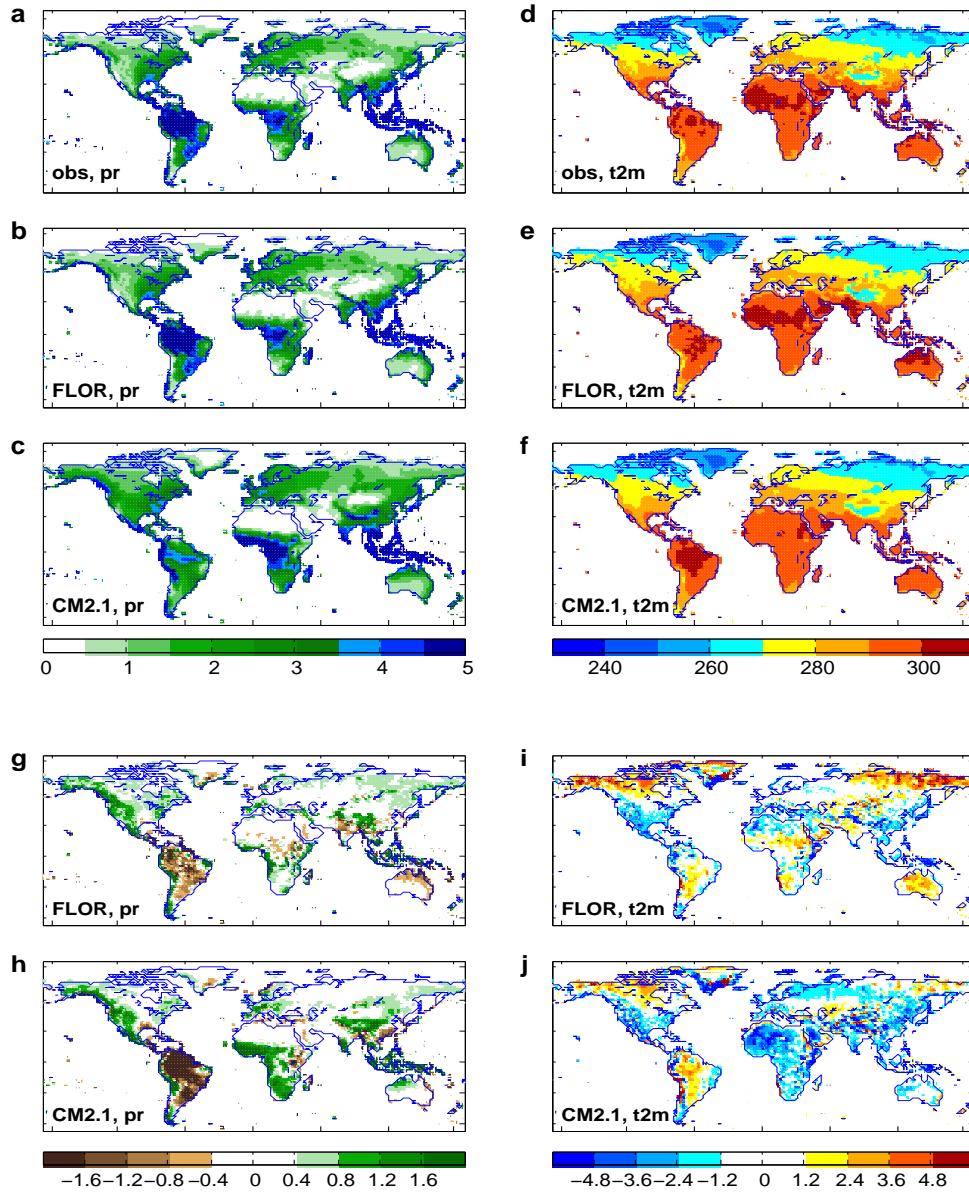 a
obs, pr
d
obs, t2m
b
FLOR, pr
e
FLOR, t2m
c
CM2.1, pr
f
CM2.1, t2m
0 1 2 3 4 5
240 260 280 300
g
FLOR, pr
i
FLOR, t2m
h
CM2.1, pr
j
CM2.1, t2m
−1.6 −1.2 −0.8 −0.4 0 0.4 0.8 1.2 1.6
−4.8 −3.6 −2.4 −1.2 0 1.2 2.4 3.6 4.8